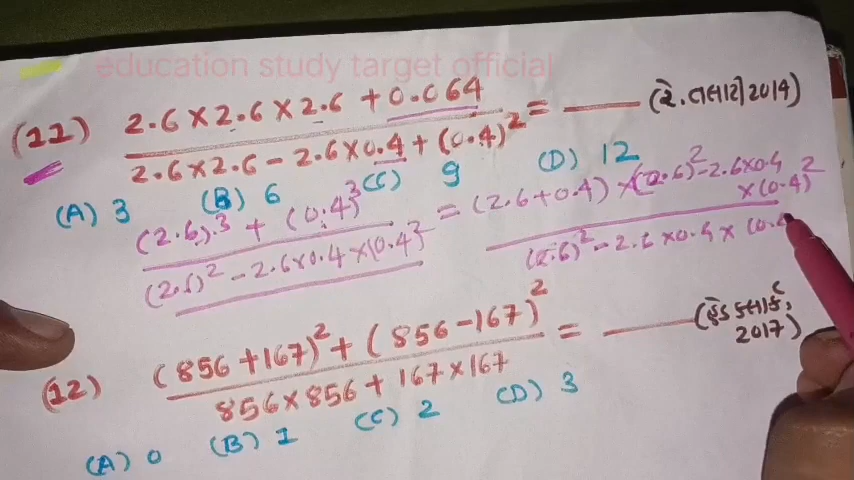 education study target official
(11) 2.6×2.6×2.6 + 0.064 / 2.6×2.6 - 2.6×0.4 + (0.4)² = ____ (રે. તલાટી 2014)
(A) 3 (B) 6 (C) 9 (D) 12
(2.6)³ + (0.4)³ / (2.6)² - 2.6×0.4×(0.4)² = (2.6+0.4) × (2.6)² - 2.6×0.4 ×(0.4)² / (2.6)² - 2.6×0.4 × (0.4
(12) (856+167)² + (856-167)² / 856×856 + 167×167 = ____ (હેડ 2017)
(A) 0 (B) 1 (C) 2 (D) 3